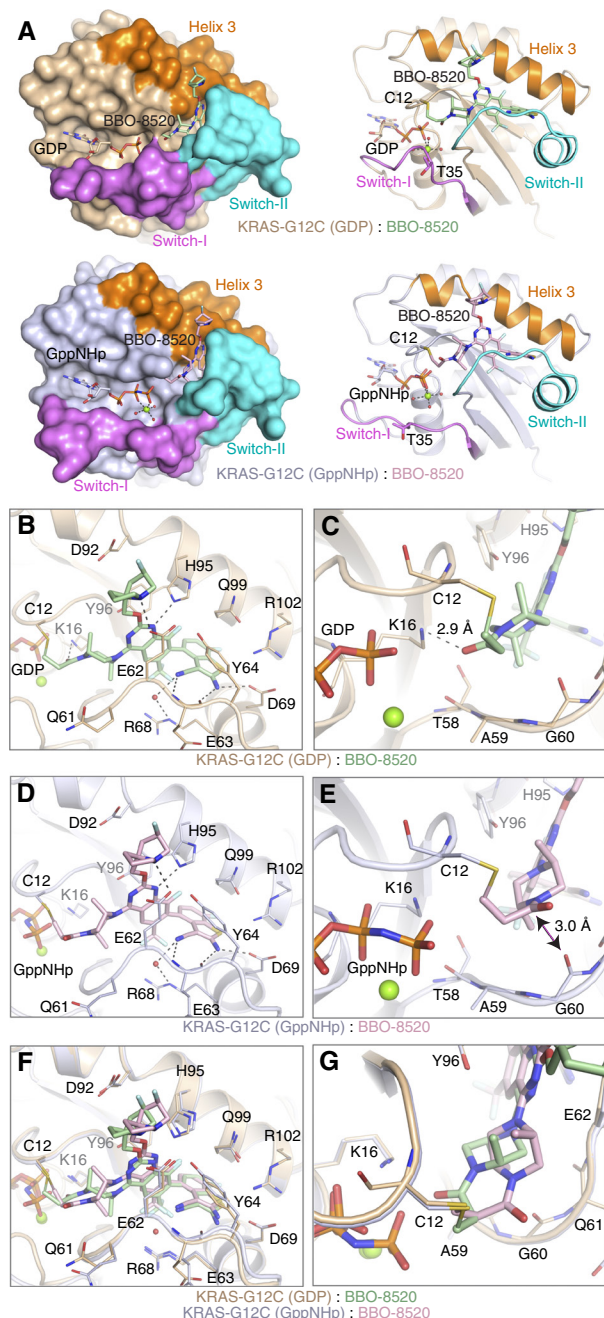 A
Helix 3
BBO-8520
GDP
Switch-I
Switch-II
Helix 3
BBO-8520
C12
GDP
T35
Switch-I
Switch-II
KRAS-G12C (GDP) : BBO-8520
Helix 3
BBO-8520
GppNHp
Switch-I
Switch-II
Helix 3
BBO-8520
C12
GppNHp
Switch-I
T35
Switch-II
KRAS-G12C (GppNHp) : BBO-8520
B
D92
H95
Y96
Q99
C12
K16
R102
GDP
E62
Y64
Q61
R68
D69
E63
C
H95
Y96
C12
K16
2.9 Å
GDP
T58
A59
G60
KRAS-G12C (GDP) : BBO-8520
D
D92
H95
Y96
Q99
C12
K16
R102
E62
Y64
GppNHp
D69
R68
Q61
E63
E
H95
Y96
C12
K16
3.0 Å
GppNHp
T58
A59
G60
KRAS-G12C (GppNHp) : BBO-8520
F
H95
D92
Q99
C12
Y96
K16
R102
Y64
E62
Q61
D69
R68
E63
G
Y96
E62
K16
C12
Q61
A59
G60
KRAS-G12C (GDP) : BBO-8520
KRAS-G12C (GppNHp) : BBO-8520